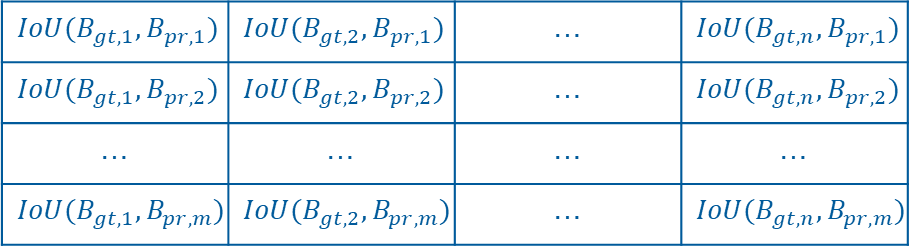 IoU(B_{gt,1}, B_{pr,1}) IoU(B_{gt,2}, B_{pr,1}) ... IoU(B_{gt,n}, B_{pr,1})
IoU(B_{gt,1}, B_{pr,2}) IoU(B_{gt,2}, B_{pr,2}) ... IoU(B_{gt,n}, B_{pr,2})
... ... ... ...
IoU(B_{gt,1}, B_{pr,m}) IoU(B_{gt,2}, B_{pr,m}) ... IoU(B_{gt,n}, B_{pr,m})